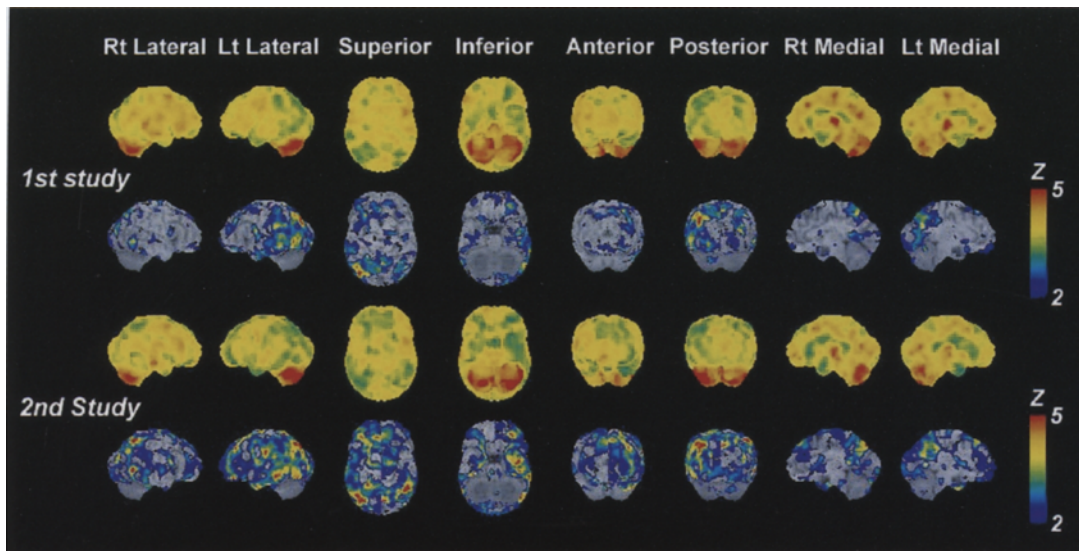 Rt Lateral Lt Lateral Superior Inferior Anterior Posterior Rt Medial Lt Medial
Z
5
1st study
2
Z
5
2nd Study
2